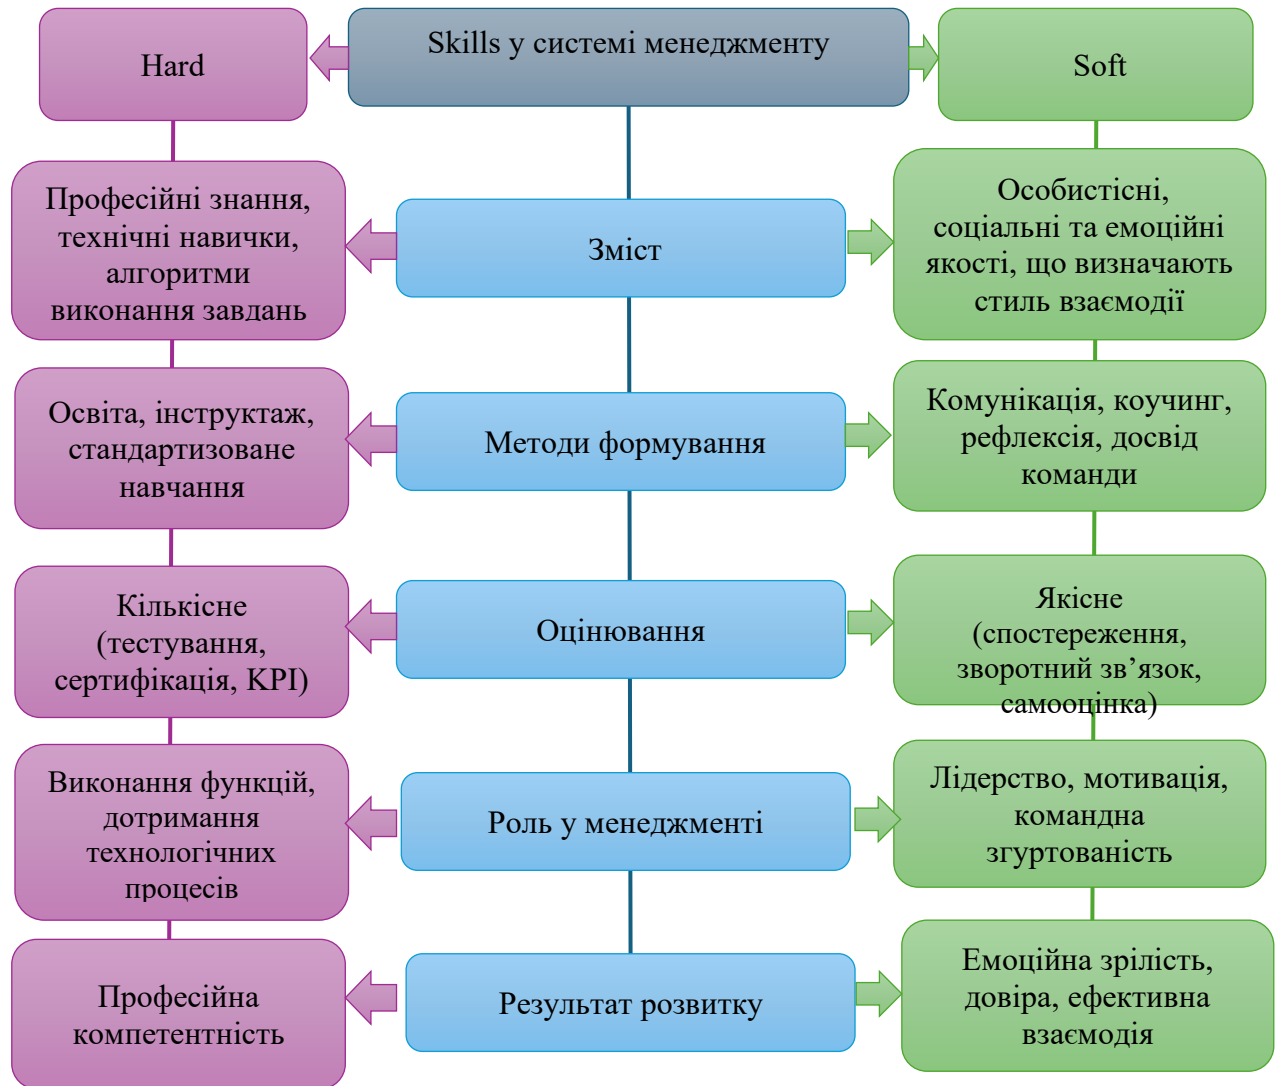 Hard
Skills у системі менеджменту
Soft
Професійні знання,
технічні навички,
алгоритми
виконання завдань
Зміст
Особистісні,
соціальні та емоційні
якості, що визначають
стиль взаємодії
Освіта, інструктаж,
стандартизоване
навчання
Методи формування
Комунікація, коучинг,
рефлексія, досвід
команди
Кількісне
(тестування,
сертифікація, KPI)
Оцінювання
Якісне
(спостереження,
зворотний зв’язок,
самооцінка)
Виконання функцій,
дотримання
технологічних
процесів
Роль у менеджменті
Лідерство, мотивація,
командна
згуртованість
Професійна
компетентність
Результат розвитку
Емоційна зрілість,
довіра, ефективна
взаємодія